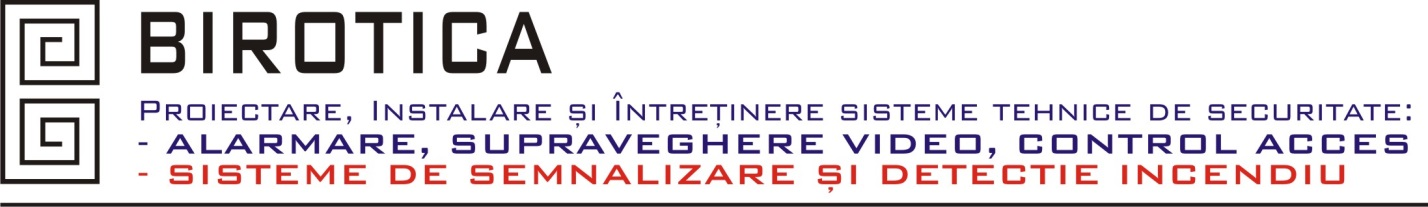 BIROTICA
PROIECTARE, INSTALARE ȘI ÎNTREȚINERE SISTEME TEHNICE DE SECURITATE:
- ALARMARE, SUPRAVEGHERE VIDEO, CONTROL ACCES
- SISTEME DE SEMNALIZARE ȘI DETECTIE INCENDIU